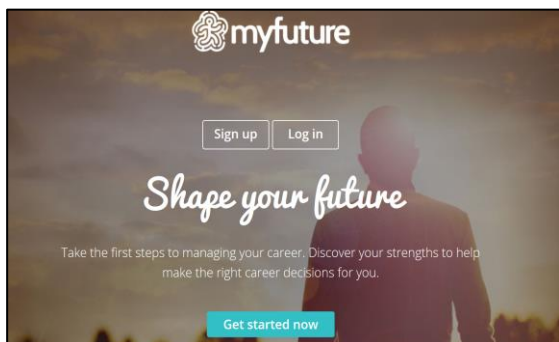 myfuture
Sign up Log in
Shape your future
Take the first steps to managing your career. Discover your strengths to help
make the right career decisions for you.
Get started now